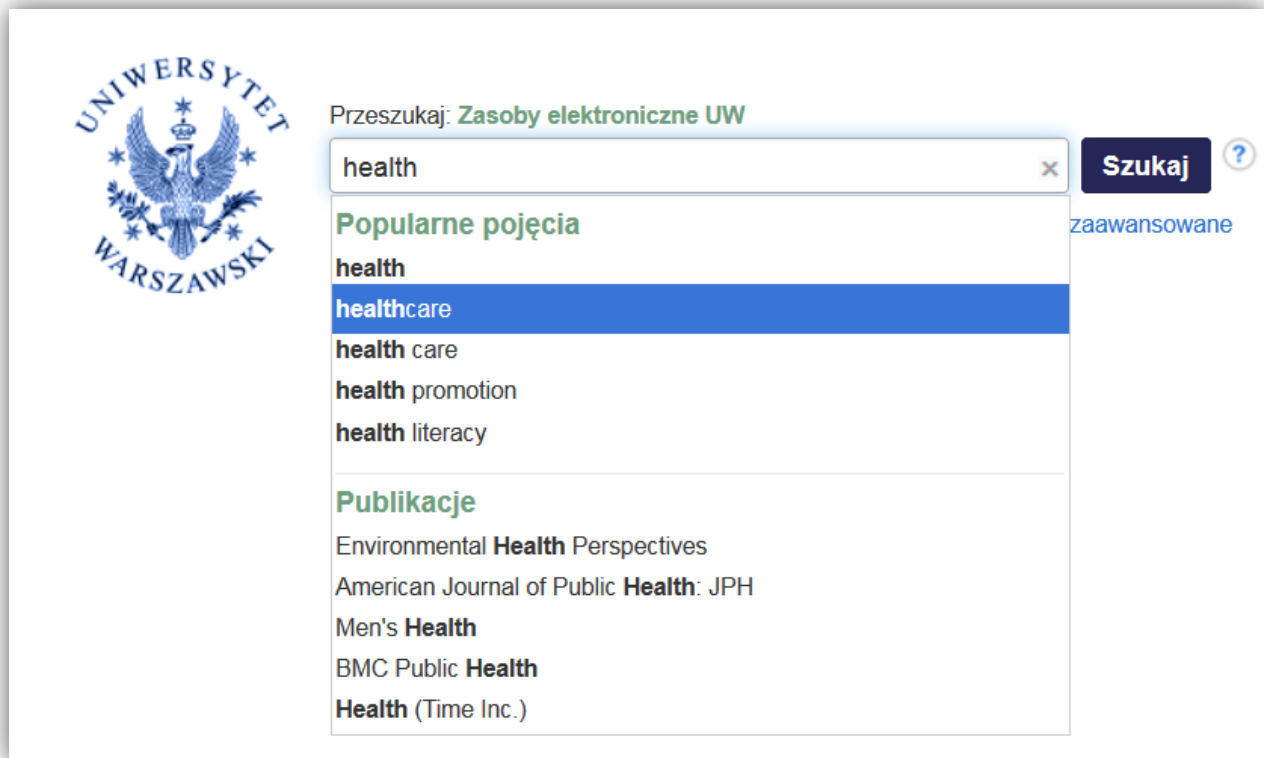 UNIWERSYTET
WARSZAWSKI
Przeszukaj: Zasoby elektroniczne UW
health × Szukaj ?
zaawansowane
Popularne pojęcia
health
healthcare
health care
health promotion
health literacy
Publikacje
Environmental Health Perspectives
American Journal of Public Health: JPH
Men's Health
BMC Public Health
Health (Time Inc.)